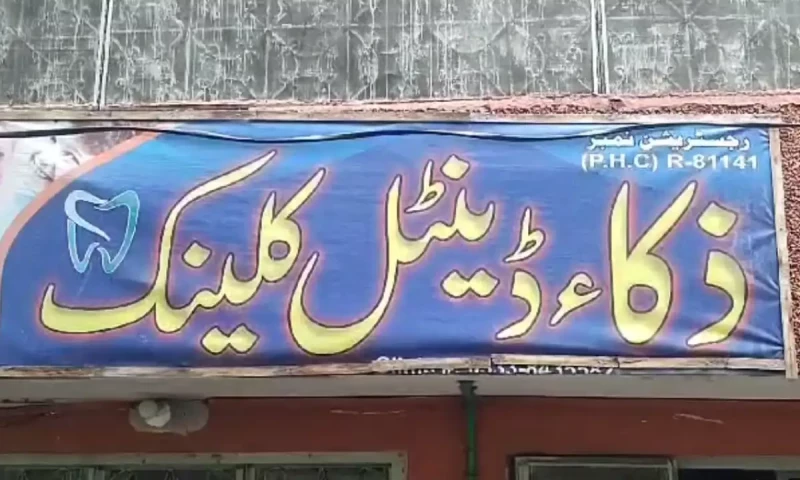 رجسٹریشن نمبر
(P.H.C) R-81141
ذکاء ڈینٹل کلینک